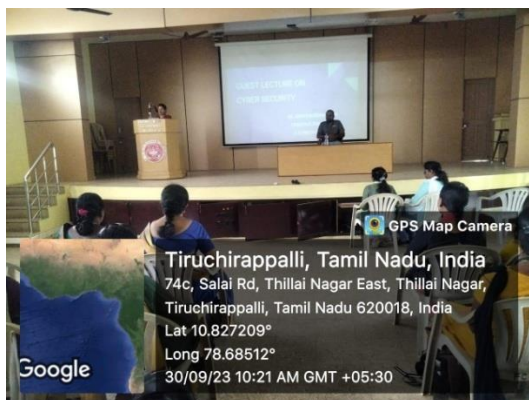 GUEST LECTURE ON
CYBER SECURITY
GPS Map Camera
Tiruchirappalli, Tamil Nadu, India
74c, Salai Rd, Thillai Nagar East, Thillai Nagar,
Tiruchirappalli, Tamil Nadu 620018, India
Lat 10.827209°
Long 78.68512°
30/09/23 10:21 AM GMT +05:30
Google